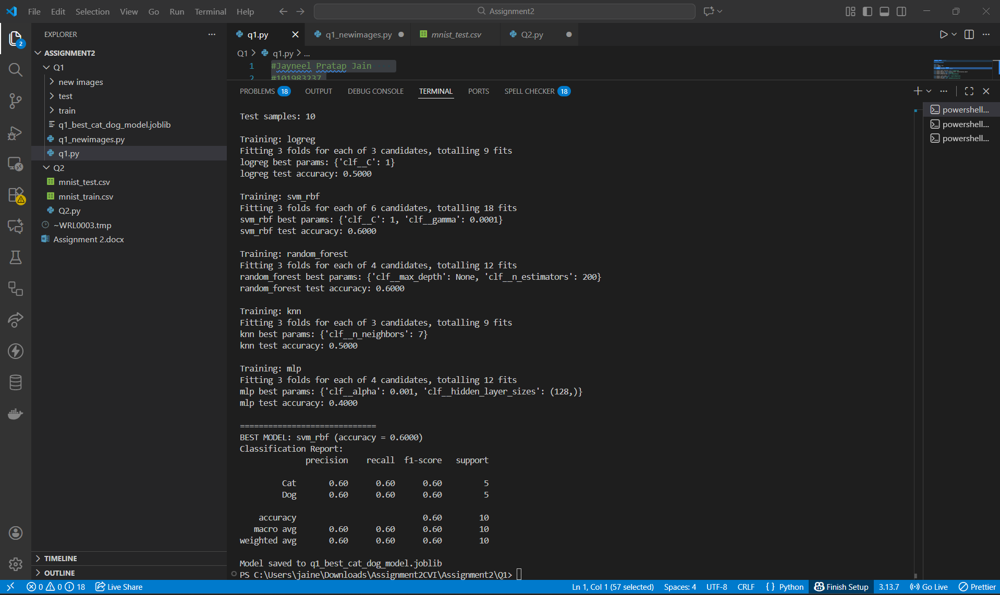 File Edit Selection View Go Run Terminal Help Assignment2
EXPLORER
2
ASSIGNMENT2
Q1
new images
test
train
q1_best_cat_dog_model.joblib
q1_newimages.py
q1.py
Q2
mnist_test.csv
mnist_train.csv
Q2.py
~WRL0003.tmp
Assignment 2.docx
TIMELINE
OUTLINE
q1.py q1_newimages.py mnist_test.csv Q2.py
Q1 > q1.py > ...
1 #Jayneel Pratap Jain
2 #101983237
PROBLEMS 18 OUTPUT DEBUG CONSOLE TERMINAL PORTS SPELL CHECKER 18
powershell...
powershell...
powershell...
Test samples: 10
Training: logreg
Fitting 3 folds for each of 3 candidates, totalling 9 fits
logreg best params: {'clf__C': 1}
logreg test accuracy: 0.5000
Training: svm_rbf
Fitting 3 folds for each of 6 candidates, totalling 18 fits
svm_rbf best params: {'clf__C': 1, 'clf__gamma': 0.0001}
svm_rbf test accuracy: 0.6000
Training: random_forest
Fitting 3 folds for each of 4 candidates, totalling 12 fits
random_forest best params: {'clf__max_depth': None, 'clf__n_estimators': 200}
random_forest test accuracy: 0.6000
Training: knn
Fitting 3 folds for each of 3 candidates, totalling 9 fits
knn best params: {'clf__n_neighbors': 7}
knn test accuracy: 0.5000
Training: mlp
Fitting 3 folds for each of 4 candidates, totalling 12 fits
mlp best params: {'clf__alpha': 0.001, 'clf__hidden_layer_sizes': (128,)}
mlp test accuracy: 0.4000
=============================
BEST MODEL: svm_rbf (accuracy = 0.6000)
Classification Report:
precision recall f1-score support
Cat 0.60 0.60 0.60 5
Dog 0.60 0.60 0.60 5
accuracy 0.60 10
macro avg 0.60 0.60 0.60 10
weighted avg 0.60 0.60 0.60 10
Model saved to q1_best_cat_dog_model.joblib
PS C:\Users\jaine\Downloads\Assignment2CVI\Assignment2\Q1>
0 0 18 Live Share Ln 1, Col 1 (57 selected) Spaces: 4 UTF-8 CRLF {} Python Finish Setup 3.13.7 Go Live Prettier